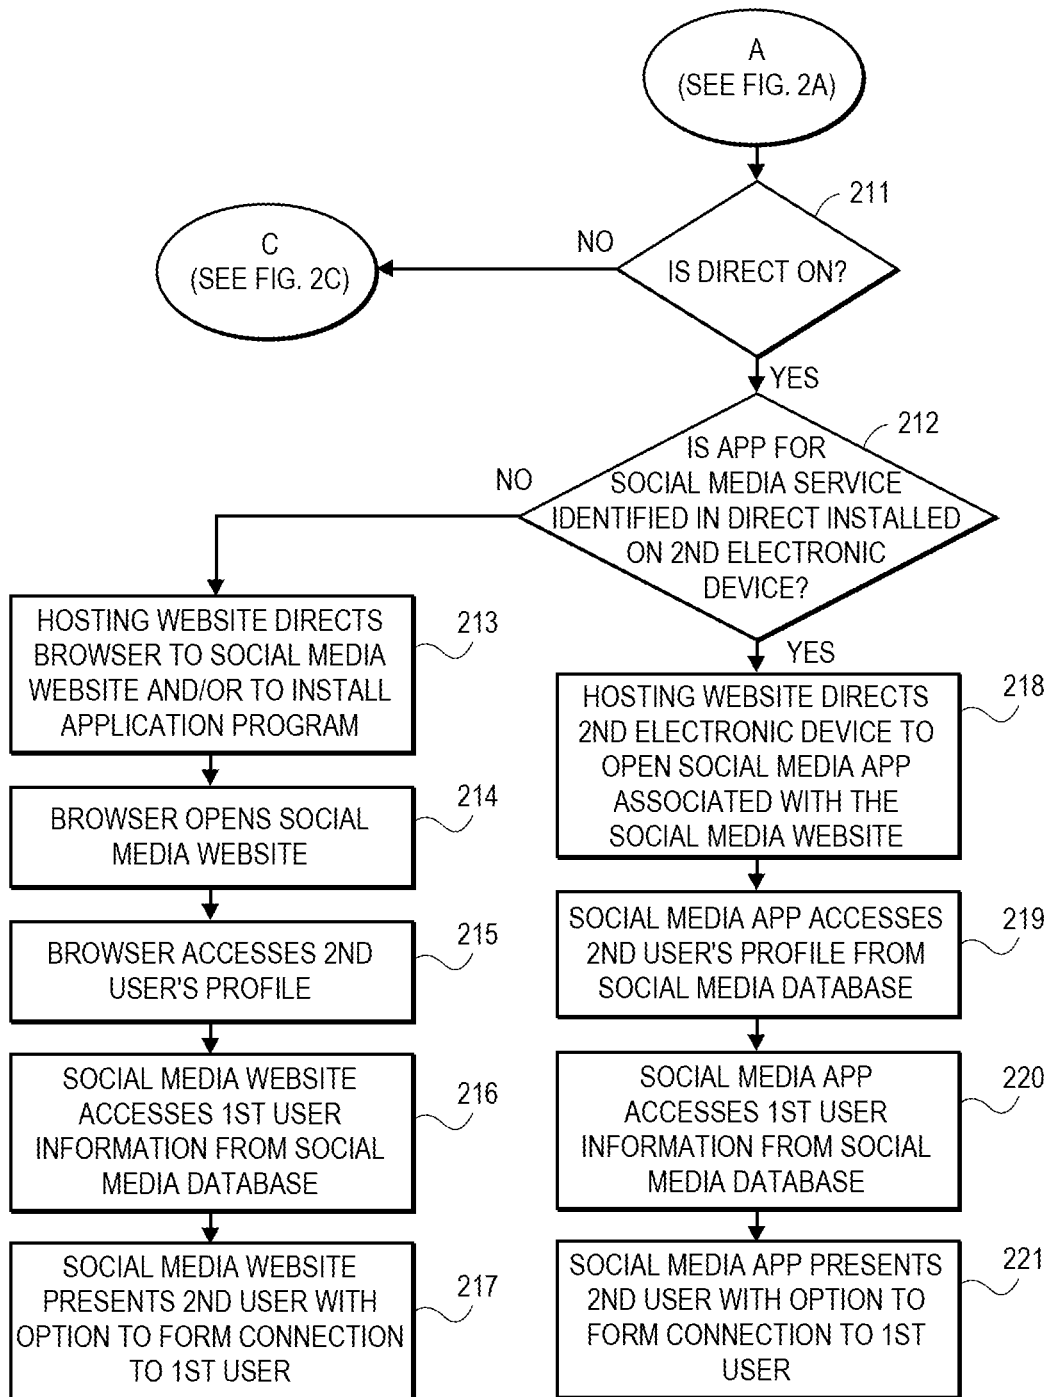 A
(SEE FIG. 2A)
211
IS DIRECT ON?
NO
C
(SEE FIG. 2C)
YES
212
IS APP FOR
SOCIAL MEDIA SERVICE
IDENTIFIED IN DIRECT INSTALLED
ON 2ND ELECTRONIC
DEVICE?
NO
HOSTING WEBSITE DIRECTS
BROWSER TO SOCIAL MEDIA
WEBSITE AND/OR TO INSTALL
APPLICATION PROGRAM
213
BROWSER OPENS SOCIAL
MEDIA WEBSITE
214
BROWSER ACCESSES 2ND
USER'S PROFILE
215
SOCIAL MEDIA WEBSITE
ACCESSES 1ST USER
INFORMATION FROM SOCIAL
MEDIA DATABASE
216
SOCIAL MEDIA WEBSITE
PRESENTS 2ND USER WITH
OPTION TO FORM CONNECTION
TO 1ST USER
217
YES
HOSTING WEBSITE DIRECTS
2ND ELECTRONIC DEVICE TO
OPEN SOCIAL MEDIA APP
ASSOCIATED WITH THE
SOCIAL MEDIA WEBSITE
218
SOCIAL MEDIA APP ACCESSES
2ND USER'S PROFILE FROM
SOCIAL MEDIA DATABASE
219
SOCIAL MEDIA APP
ACCESSES 1ST USER
INFORMATION FROM SOCIAL
MEDIA DATABASE
220
SOCIAL MEDIA APP PRESENTS
2ND USER WITH OPTION TO
FORM CONNECTION TO 1ST
USER
221